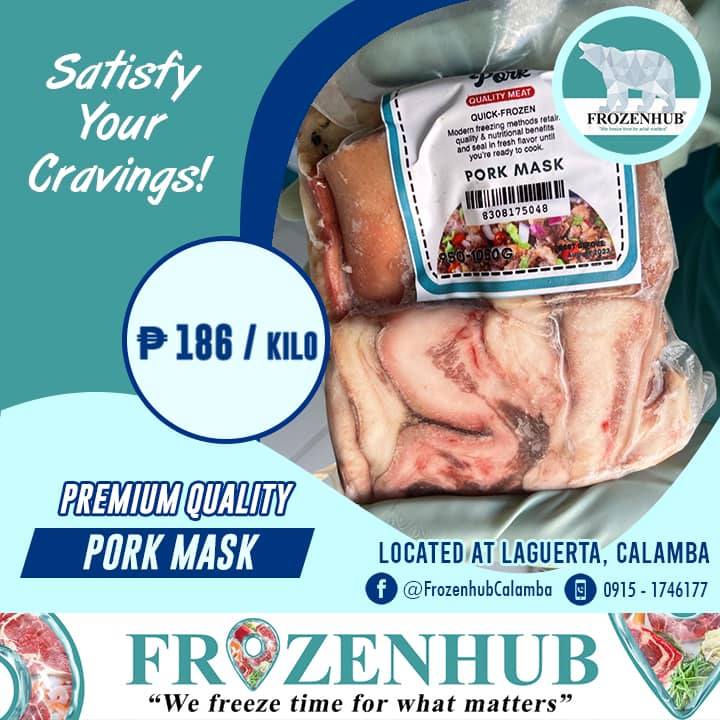 Satisfy
Your
Cravings!
FROZENHUB
"We freeze time for what matters"
Pork
QUALITY MEAT
QUICK-FROZEN
Modern freezing methods retain
quality & nutritional benefits
and seal in fresh flavor until
you're ready to cook.
PORK MASK
8308175048
950-1050G
₱ 186 / KILO
PREMIUM QUALITY
PORK MASK
LOCATED AT LAGUERTA, CALAMBA
@FrozenhubCalamba
0915 - 1746177
FROZENHUB
"We freeze time for what matters"